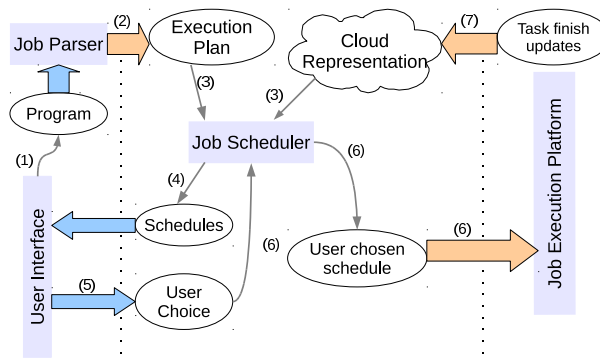 (2)
(7)
Job Parser
Execution
Plan
Cloud
Representation
Task finish
updates
(3)
(3)
Program
(1)
Job Scheduler
(6)
(4)
Schedules
(6)
(6)
User chosen
schedule
(5)
User
Choice
User Interface
Job Execution Platform